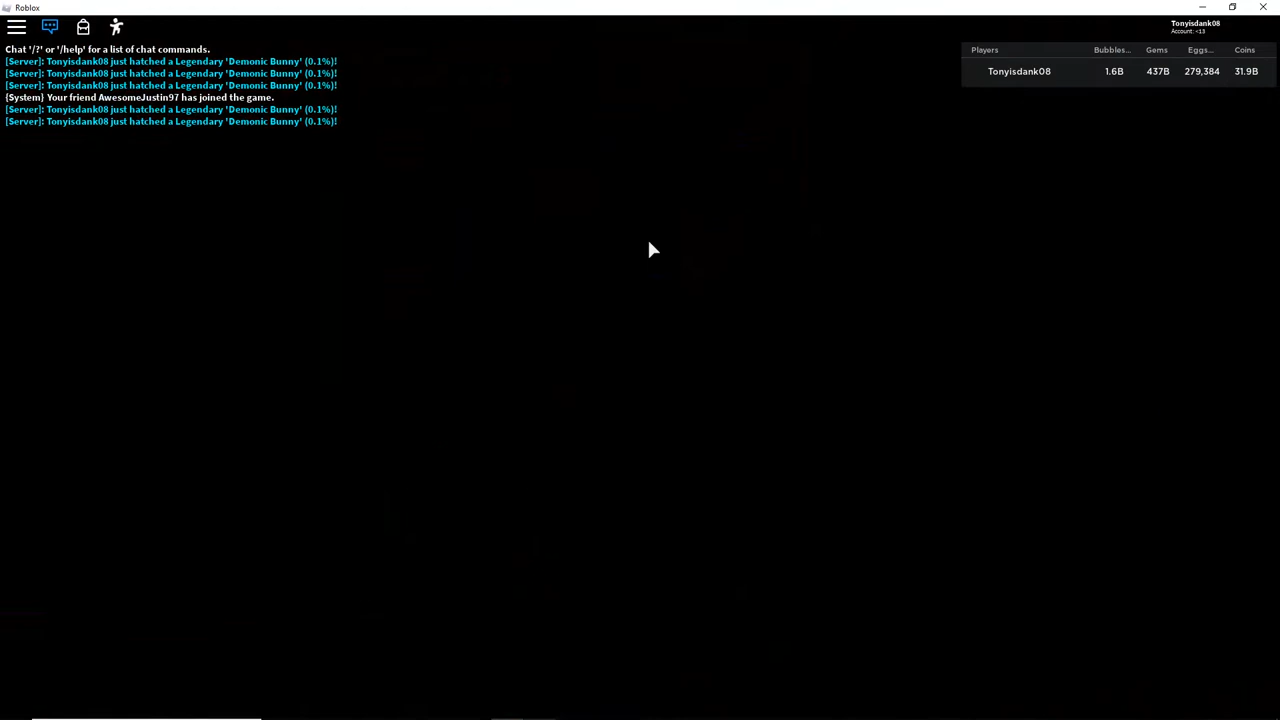 Roblox
Tonyisdank08
Account: <13
Chat '/?' or '/help' for a list of chat commands.
[Server]: Tonyisdank08 just hatched a Legendary 'Demonic Bunny' (0.1%)!
[Server]: Tonyisdank08 just hatched a Legendary 'Demonic Bunny' (0.1%)!
[Server]: Tonyisdank08 just hatched a Legendary 'Demonic Bunny' (0.1%)!
{System} Your friend AwesomeJustin97 has joined the game.
[Server]: Tonyisdank08 just hatched a Legendary 'Demonic Bunny' (0.1%)!
[Server]: Tonyisdank08 just hatched a Legendary 'Demonic Bunny' (0.1%)!
Players Bubbles... Gems Eggs... Coins
Tonyisdank08 1.6B 437B 279,384 31.9B